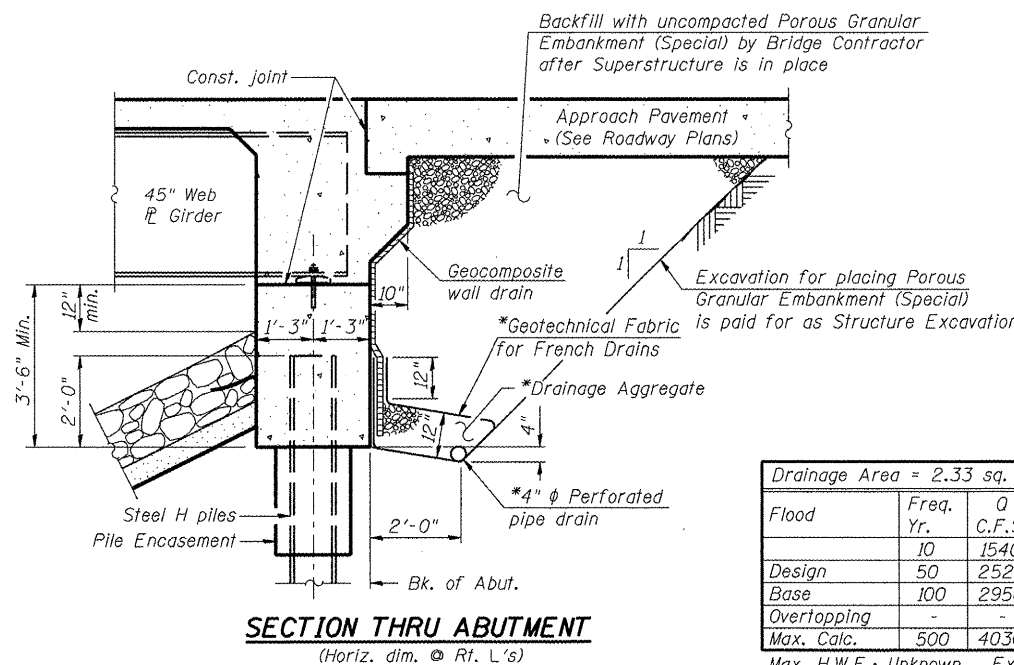 Backfill with uncompacted Porous Granular
Embankment (Special) by Bridge Contractor
after Superstructure is in place
Const. joint
Approach Pavement
(See Roadway Plans)
45" Web
℄ Girder
1
1
Geocomposite
wall drain
Excavation for placing Porous
Granular Embankment (Special)
is paid for as Structure Excavation
12"
min.
10"
3'-6" Min.
1'-3"
1'-3"
*Geotechnical Fabric
for French Drains
2'-0"
12"
*Drainage Aggregate
12"
4"
*4" ϕ Perforated
pipe drain
Steel H piles
2'-0"
Pile Encasement
Bk. of Abut.
SECTION THRU ABUTMENT
(Horiz. dim. @ Rt. L's)
Drainage Area = 2.33 sq.
Flood Freq. Yr. Q C.F.S
10 1540
Design 50 252
Base 100 295
Overtopping - -
Max. Calc. 500 4030
Max. H.W.E. Unknown Ex